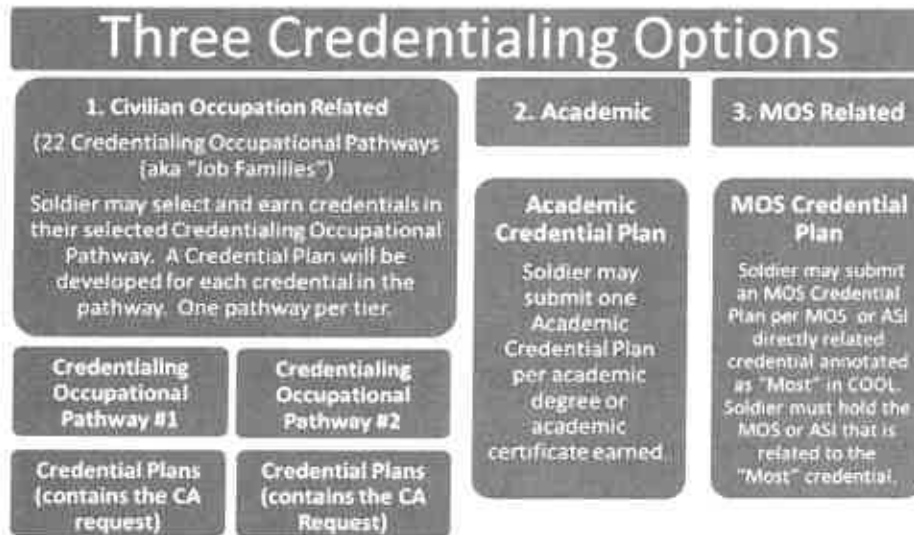 Three Credentialing Options
1. Civilian Occupation Related
(22 Credentialing Occupational Pathways
(aka "Job Families")
Soldier may select and earn credentials in
their selected Credentialing Occupational
Pathway. A Credential Plan will be
developed for each credential in the
pathway. One pathway per tier.
Credentialing
Occupational
Pathway #1
Credentialing
Occupational
Pathway #2
Credential Plans
(contains the CA
request)
Credential Plans
(contains the CA
Request)
2. Academic
Academic
Credential Plan
Soldier may
submit one
Academic
Credential Plan
per academic
degree or
academic
certificate earned
3. MOS Related
MOS Credential
Plan
Soldier may submit
an MOS Credential
Plan per MOS or ASI
directly related
credential annotated
as "Most" in COOL.
Soldier must hold the
MOS or ASI that is
related to the
"Most" credential.